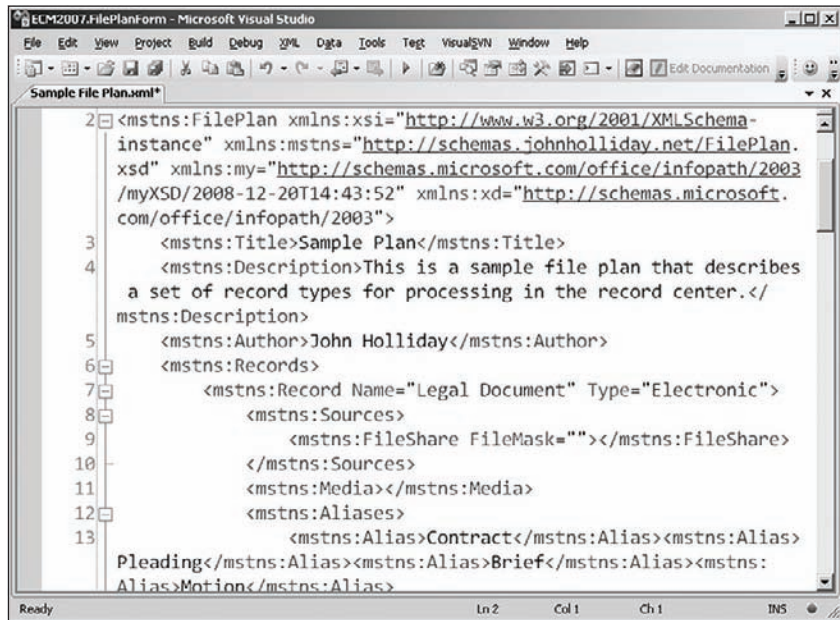 ECM2007.FilePlanForm - Microsoft Visual Studio
File Edit View Project Build Debug XML Data Tools Test VisualSVN Window Help
Edit Documentation
Sample File Plan.xml*
2 <mstns:FilePlan xmlns:xsi="http://www.w3.org/2001/XMLSchema-
instance" xmlns:mstns="http://schemas.johnholliday.net/FilePlan.
xsd" xmlns:my="http://schemas.microsoft.com/office/infopath/2003
/myXSD/2008-12-20T14:43:52" xmlns:xd="http://schemas.microsoft.
com/office/infopath/2003">
3 <mstns:Title>Sample Plan</mstns:Title>
4 <mstns:Description>This is a sample file plan that describes
a set of record types for processing in the record center.</
mstns:Description>
5 <mstns:Author>John Holliday</mstns:Author>
6 <mstns:Records>
7 <mstns:Record Name="Legal Document" Type="Electronic">
8 <mstns:Sources>
9 <mstns:FileShare FileMask=""></mstns:FileShare>
10 </mstns:Sources>
11 <mstns:Media></mstns:Media>
12 <mstns:Aliases>
13 <mstns:Alias>Contract</mstns:Alias><mstns:Alias>
Pleading</mstns:Alias><mstns:Alias>Brief</mstns:Alias><mstns:
Alias>Motion</mstns:Alias>
Ready Ln 2 Col 1 Ch 1 INS